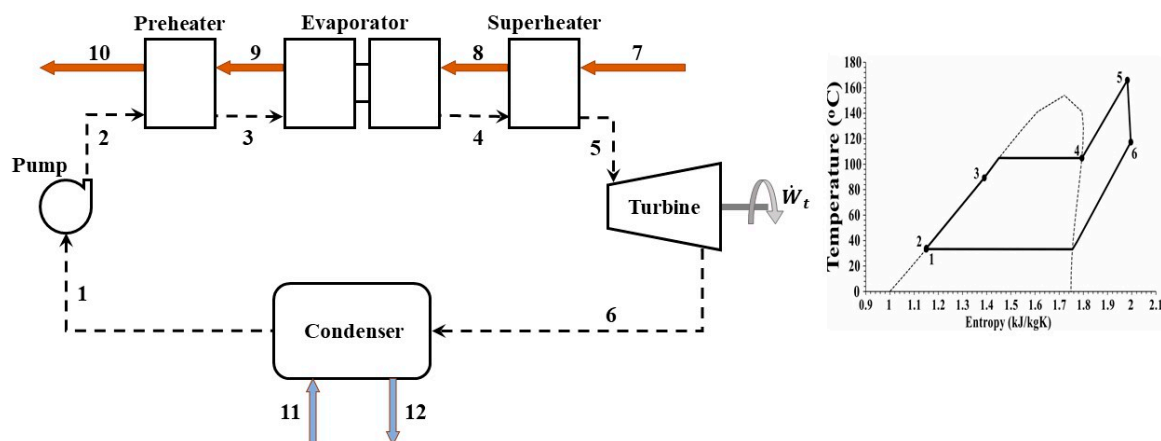 Preheater
Evaporator
Superheater
10
9
8
7
2
3
4
5
Pump
Turbine
Ẇt
1
Condenser
6
11
12
Temperature (°C)
180
160
140
120
100
80
60
40
20
0
5
4
6
3
2
1
0.9 1 1.1 1.2 1.3 1.4 1.5 1.6 1.7 1.8 1.9 2 2.1
Entropy (kJ/kgK)